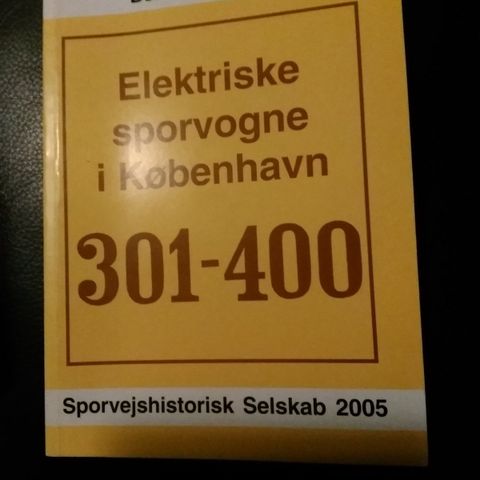 Elektriske
sporvogne
i København
301-400
Sporvejshistorisk Selskab 2005